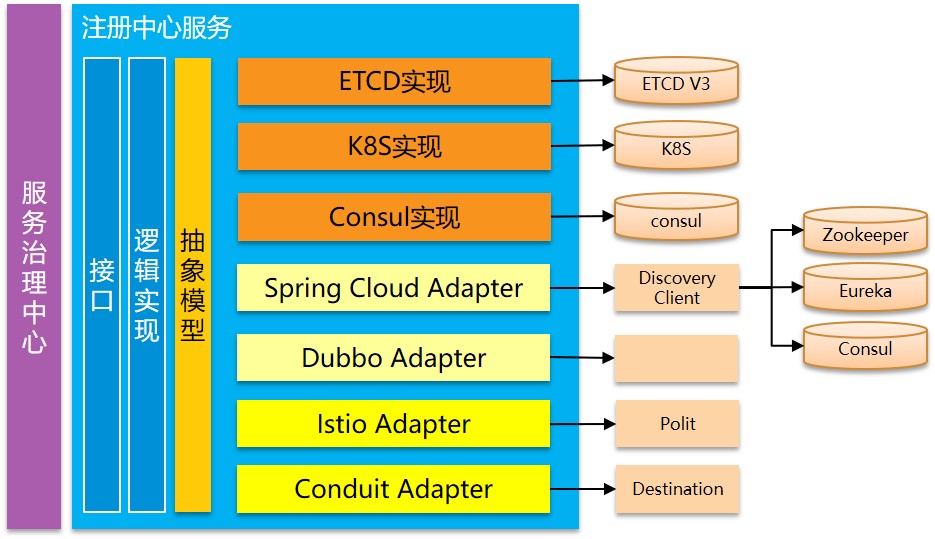 服务治理中心
注册中心服务
接口
逻辑实现
抽象模型
ETCD实现
ETCD V3
K8S实现
K8S
Consul实现
consul
Spring Cloud Adapter
Discovery
Client
Zookeeper
Eureka
Consul
Dubbo Adapter
Istio Adapter
Polit
Conduit Adapter
Destination